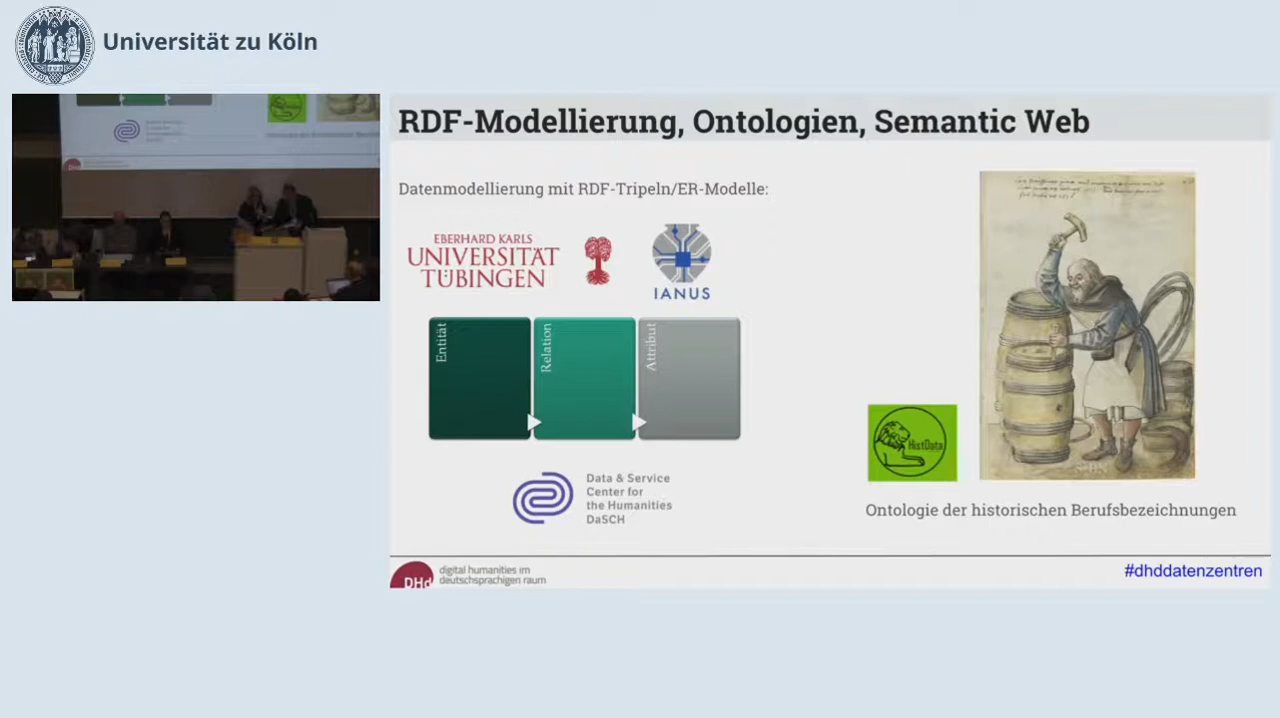 Universität zu Köln
RDF-Modellierung, Ontologien, Semantic Web
Datenmodellierung mit RDF-Tripeln/ER-Modelle:
EBERHARD KARLS
UNIVERSITÄT
TÜBINGEN
IANUS
Entität
Relation
Attribut
HistData
Data & Service
Center for
the Humanities
DaSCH
Ontologie der historischen Berufsbezeichnungen
DHd
digital humanities im
deutschsprachigen raum
#dhddatenzentren